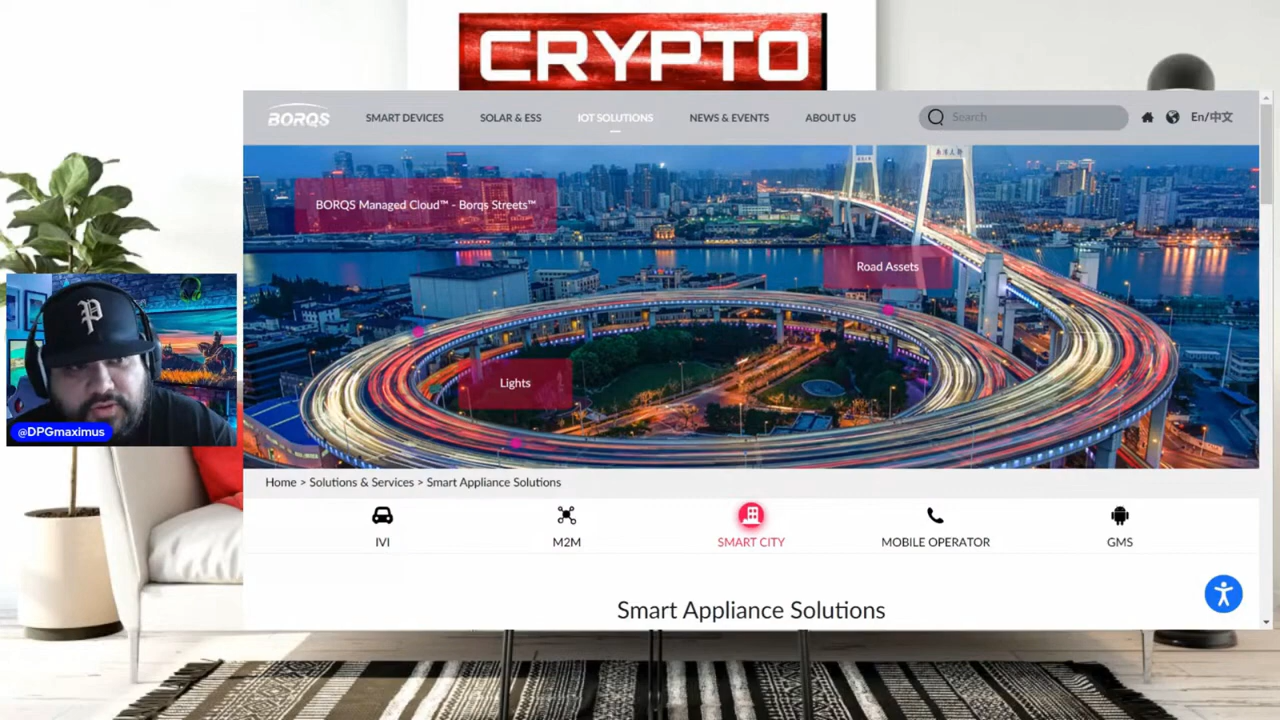 CRYPTO
BORQS
SMART DEVICES
SOLAR & ESS
IOT SOLUTIONS
NEWS & EVENTS
ABOUT US
Search
En/中文
BORQS Managed Cloud™ - Borqs Streets™
Road Assets
Lights
P
@DPGmaximus
Home > Solutions & Services > Smart Appliance Solutions
IVI
M2M
SMART CITY
MOBILE OPERATOR
GMS
Smart Appliance Solutions